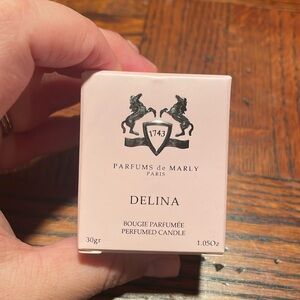 1743
PARFUMS de MARLY
PARIS
DELINA
BOUGIE PARFUMÉE
PERFUMED CANDLE
30gr 1.05Oz